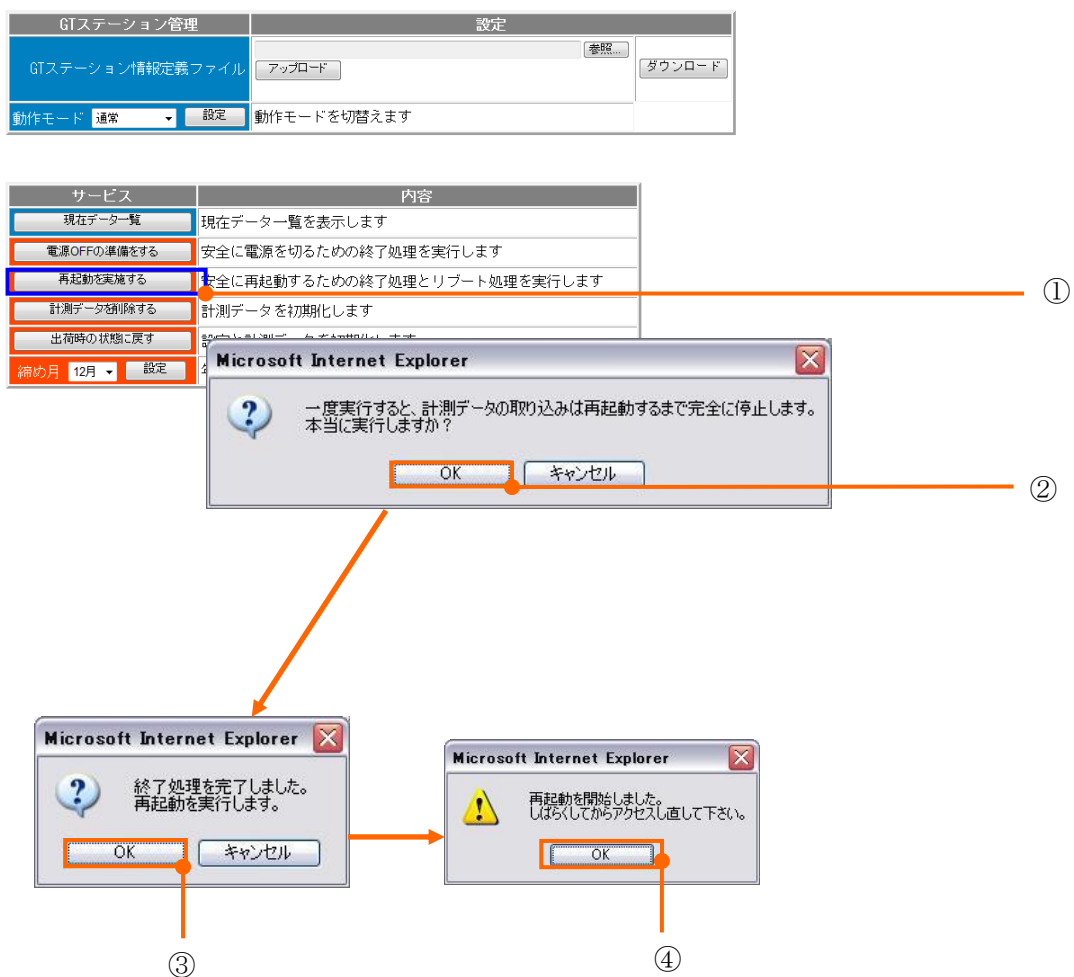 GTステーション管理 設定
GTステーション情報定義ファイル 参照... アップロード ダウンロード
動作モード 通常 設定 動作モードを切替えます
サービス 内容
現在データ一覧 現在データ一覧を表示します
電源OFFの準備をする 安全に電源を切るための終了処理を実行します
再起動を実施する 安全に再起動するための終了処理とリブート処理を実行します
①
計測データを削除する 計測データを初期化します
出荷時の状態に戻す 設定と計測データを初期化します
締め月 12月 設定
Microsoft Internet Explorer
一度実行すると、計測データの取り込みは再起動するまで完全に停止します。
本当に実行しますか？
OK キャンセル
②
Microsoft Internet Explorer
終了処理を完了しました。
再起動を実行します。
OK キャンセル
③
Microsoft Internet Explorer
再起動を開始しました。
しばらくしてからアクセスし直して下さい。
OK
④